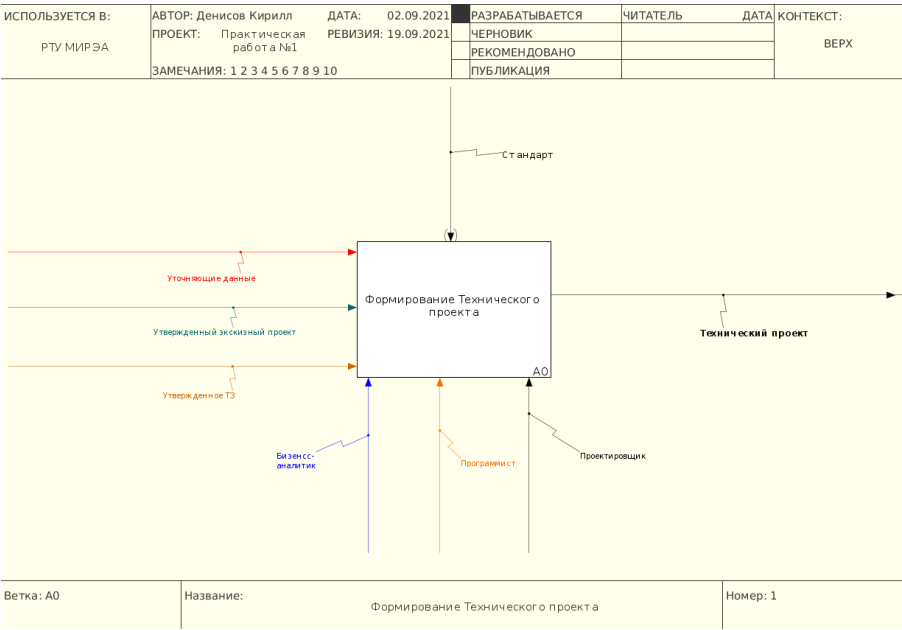 ИСПОЛЬЗУЕТСЯ В:
РТУ МИРЭА
АВТОР: Денисов Кирилл
ДАТА: 02.09.2021
ПРОЕКТ: Практическая
работа №1
РЕВИЗИЯ: 19.09.2021
ЗАМЕЧАНИЯ: 1 2 3 4 5 6 7 8 9 10
РАЗРАБАТЫВАЕТСЯ
ЧЕРНОВИК
РЕКОМЕНДОВАНО
ПУБЛИКАЦИЯ
ЧИТАТЕЛЬ
ДАТА
КОНТЕКСТ:
ВЕРХ
Стандарт
Уточняющие данные
Утвержденный экскизный проект
Утвержденное ТЗ
Формирование Технического
проекта
A0
Технический проект
Бизенсс-
аналитик
Программист
Проектировщик
Ветка: A0
Название:
Формирование Технического проекта
Номер: 1